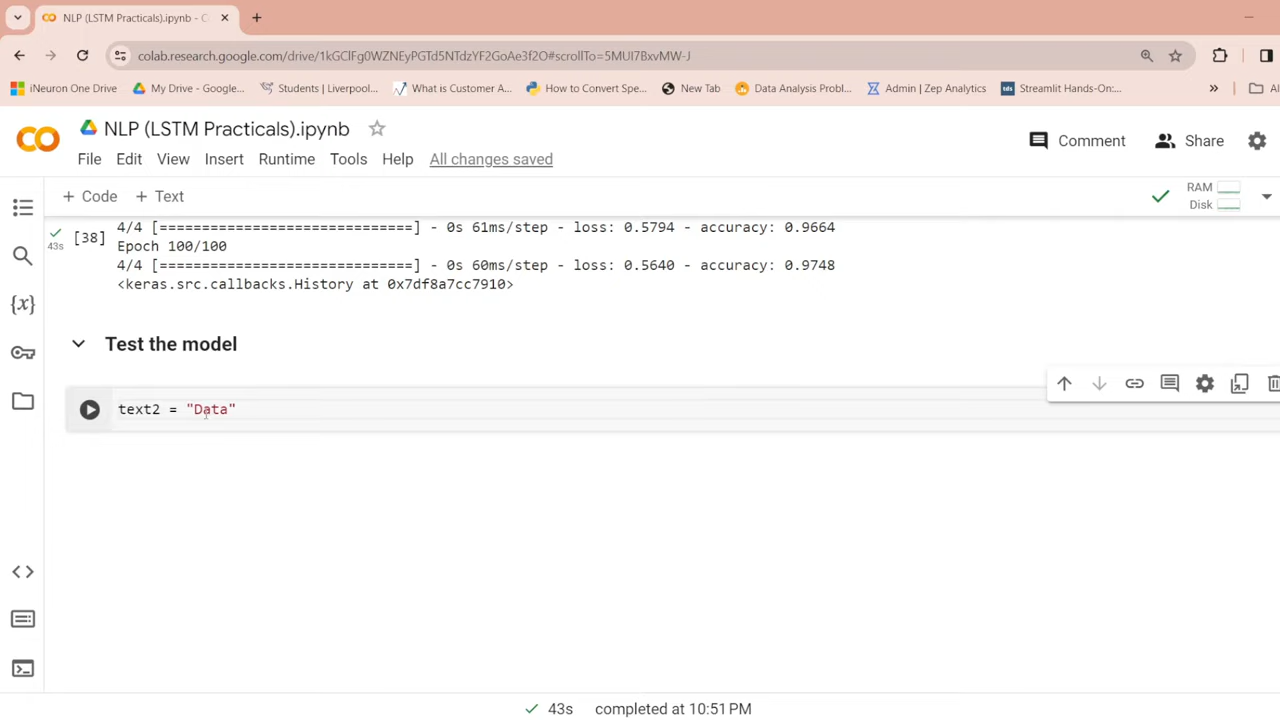 NLP (LSTM Practicals).ipynb - C
colab.research.google.com/drive/1kGClFg0WZNEyPGTd5NTdzYF2GoAe3f2O#scrollTo=5MUI7BxvMW-J
iNeuron One Drive My Drive - Google... Students | Liverpool... What is Customer A... How to Convert Spe... New Tab Data Analysis Probl... Admin | Zep Analytics Streamlit Hands-On:... » Al
NLP (LSTM Practicals).ipynb
Comment Share
File Edit View Insert Runtime Tools Help All changes saved
+ Code + Text
RAM
Disk
4/4 [==============================] - 0s 61ms/step - loss: 0.5794 - accuracy: 0.9664
[38]
43s
Epoch 100/100
4/4 [==============================] - 0s 60ms/step - loss: 0.5640 - accuracy: 0.9748
<keras.src.callbacks.History at 0x7df8a7cc7910>
Test the model
text2 = "Data"
43s completed at 10:51 PM